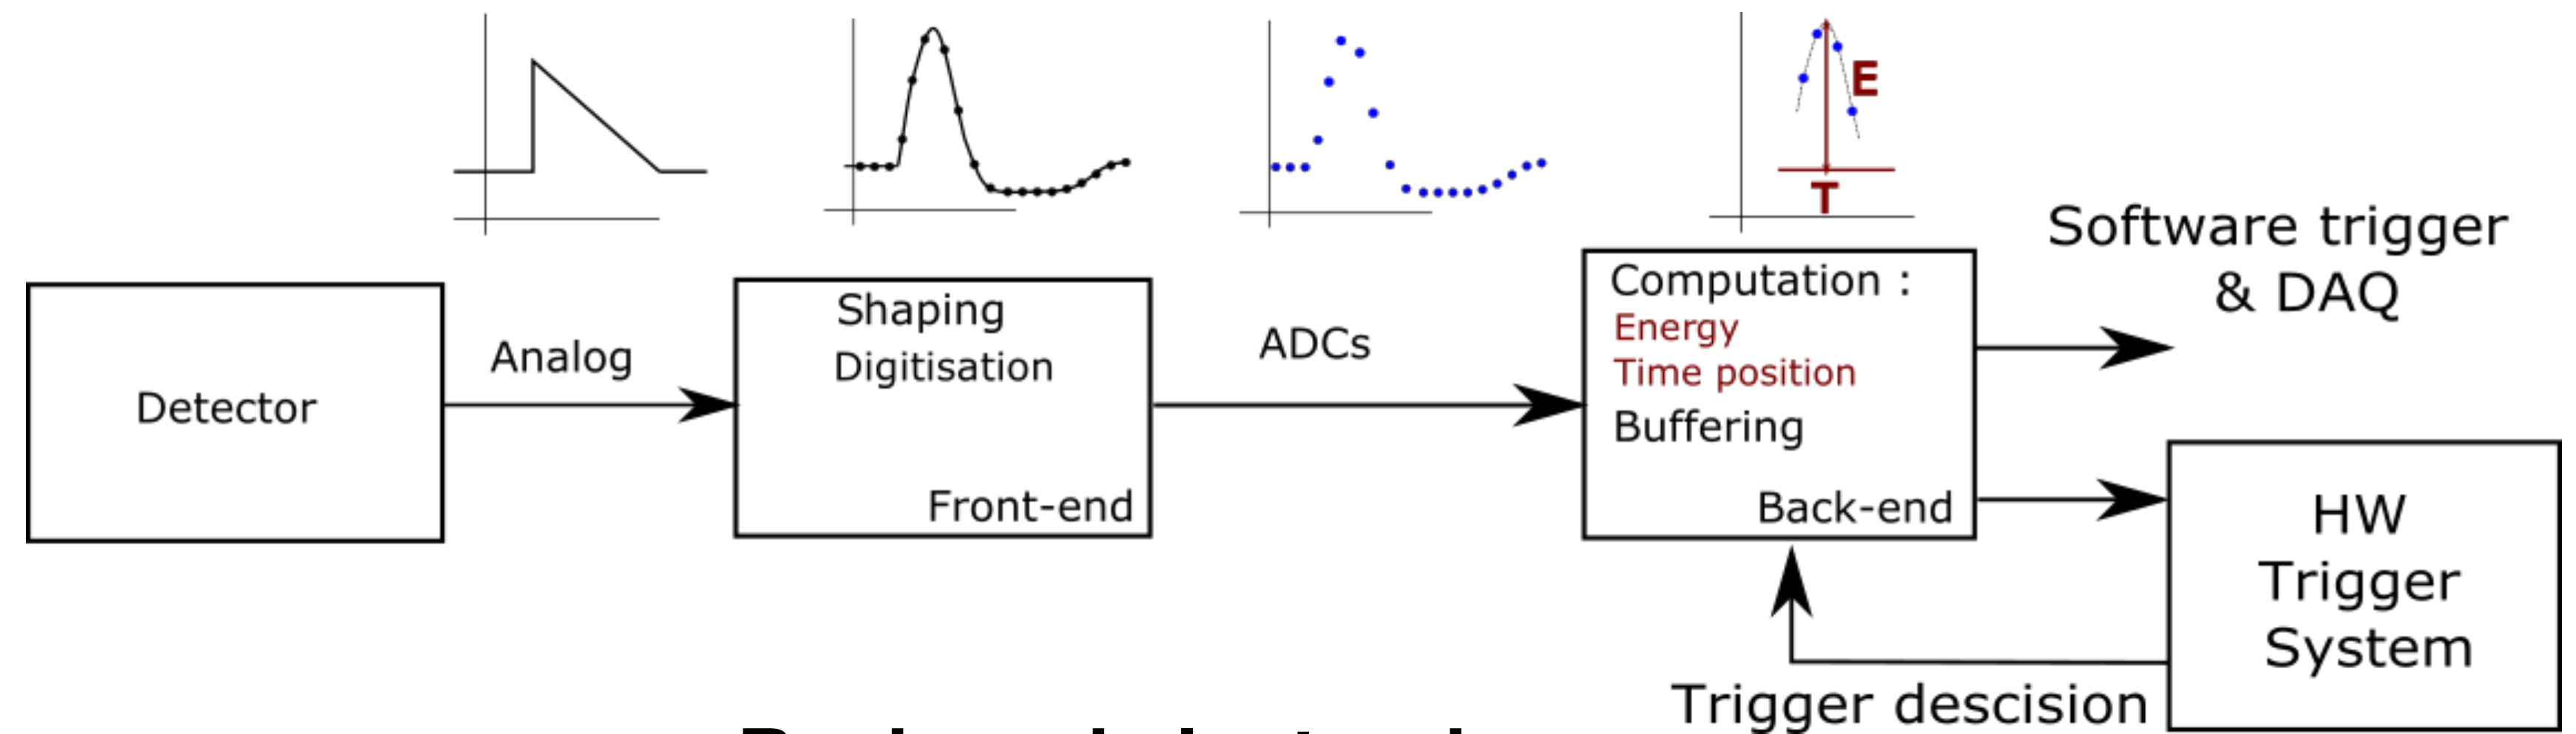 E
T
Software trigger
& DAQ
Detector
Analog
Shaping
Digitisation
Front-end
ADCs
Computation :
Energy
Time position
Buffering
Back-end
HW
Trigger
System
Trigger descision